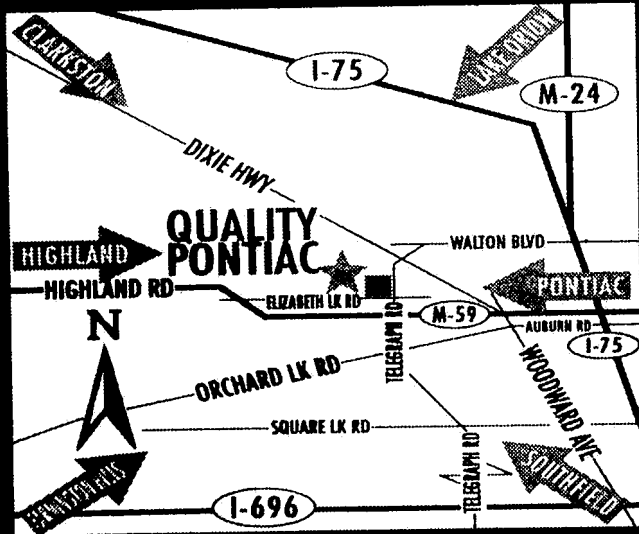 CLARKSTON
LAKE ORION
I-75
M-24
DIXIE HWY
QUALITY
PONTIAC
WALTON BLVD
HIGHLAND
HIGHLAND RD
ELIZABETH LK RD
PONTIAC
M-59
AUBURN RD
TELEGRAPH RD
I-75
N
ORCHARD LK RD
WOODWARD AVE
SQUARE LK RD
TELEGRAPH RD
SOUTHFIELD
I-696